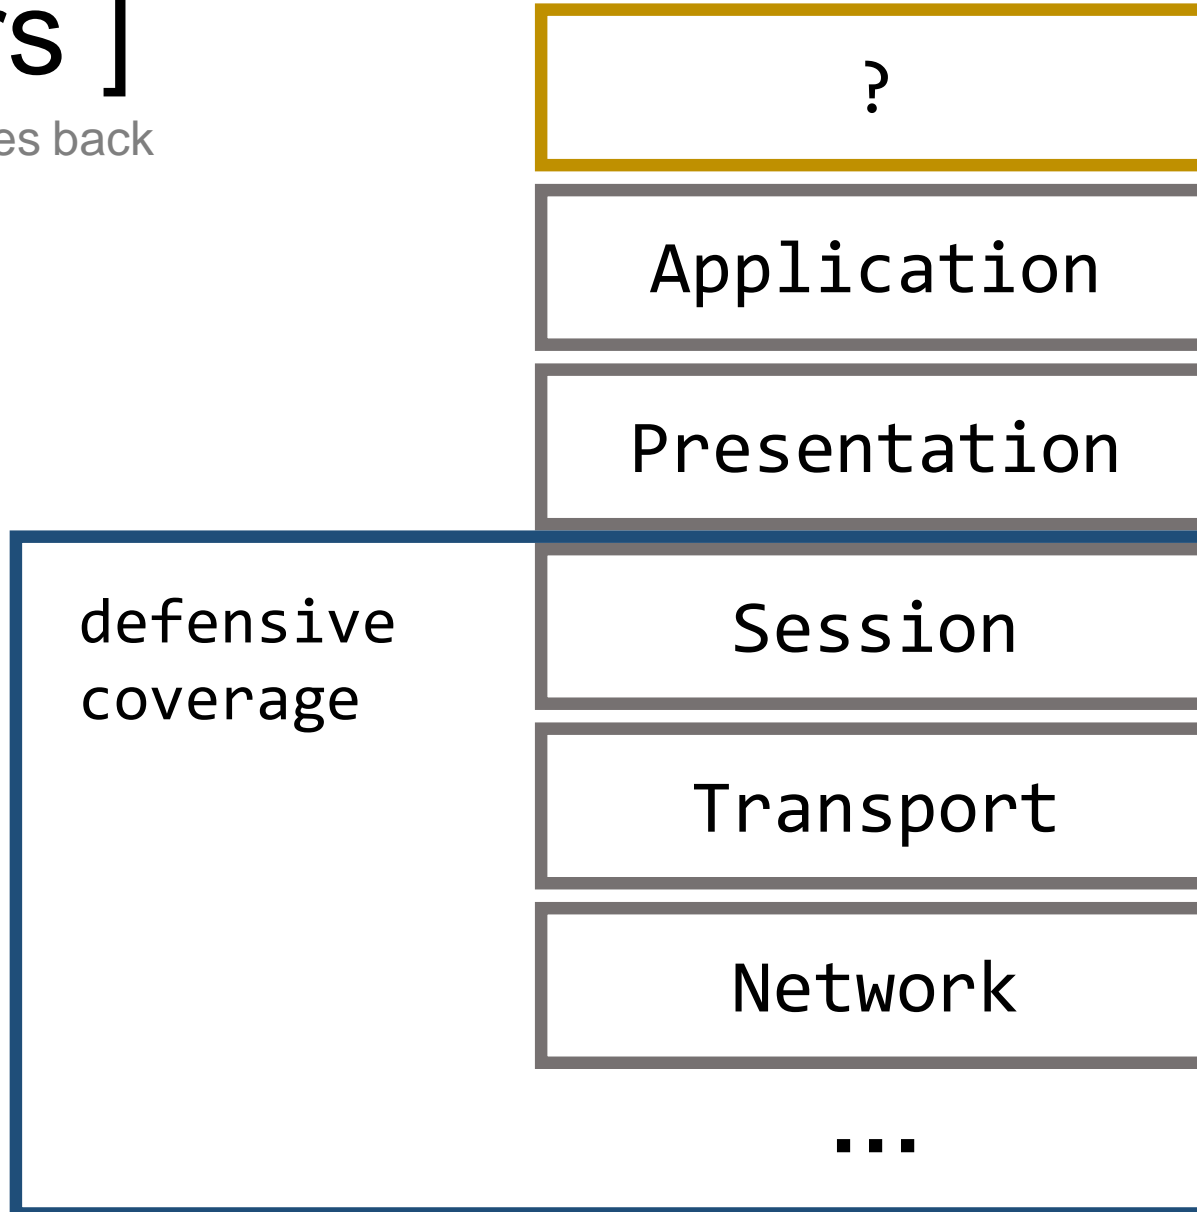 rs ]
es back
?
Application
Presentation
defensive
coverage
Session
Transport
Network
...